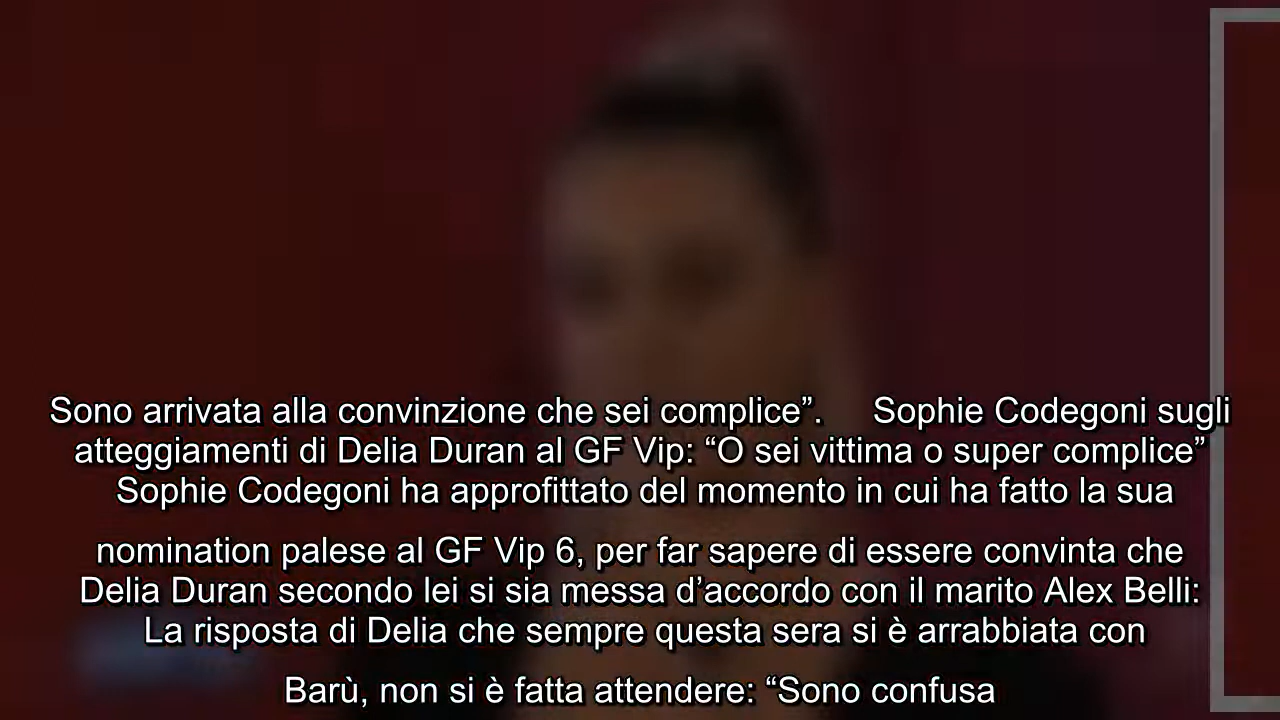 Sono arrivata alla convinzione che sei complice”. Sophie Codegoni sugli
atteggiamenti di Delia Duran al GF Vip: “O sei vittima o super complice”
Sophie Codegoni ha approfittato del momento in cui ha fatto la sua
nomination palese al GF Vip 6, per far sapere di essere convinta che
Delia Duran secondo lei si sia messa d’accordo con il marito Alex Belli:
La risposta di Delia che sempre questa sera si è arrabbiata con
Barù, non si è fatta attendere: “Sono confusa